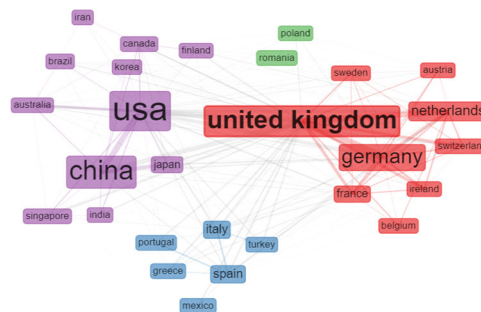 iran
canada
finland
poland
brazil
korea
romania
sweden
austria
australia
usa
united kingdom
netherlands
germany
switzerlan
china
japan
france
ireland
singapore
india
belgium
italy
portugal
turkey
greece
spain
mexico